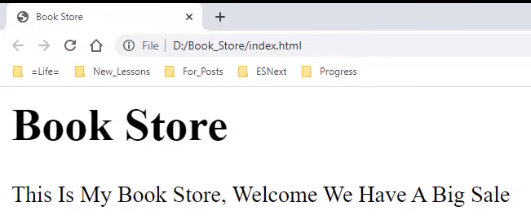 Book Store
File D:/Book_Store/index.html
=Life= New_Lessons For_Posts ESNext Progress
Book Store
This Is My Book Store, Welcome We Have A Big Sale